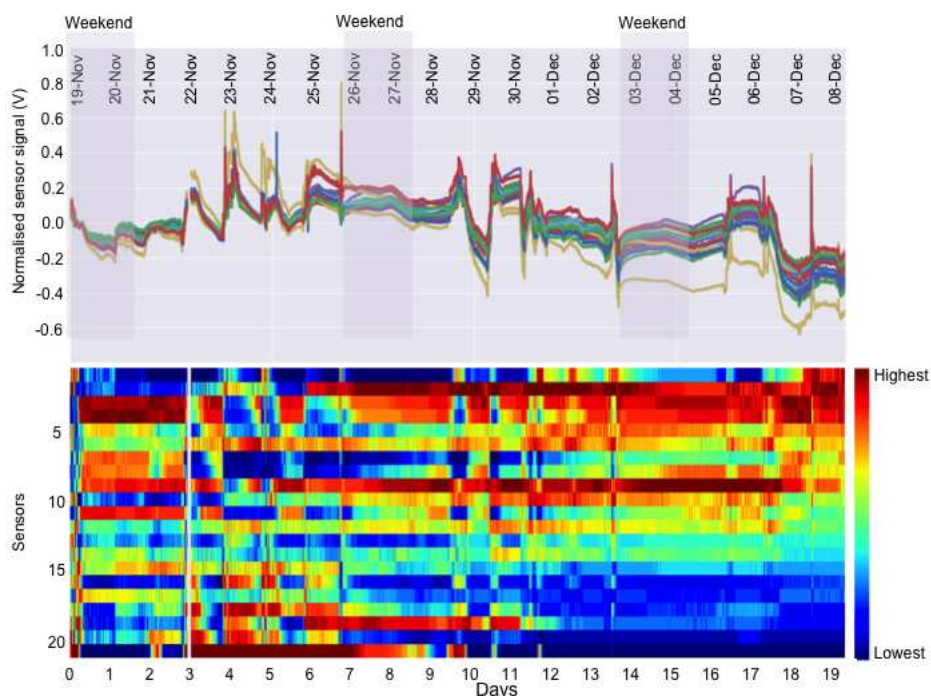 Weekend Weekend Weekend
1.0
0.8
0.6
0.4
0.2
0.0
-0.2
-0.4
-0.6
Normalised sensor signal (V)
19-Nov 20-Nov 21-Nov 22-Nov 23-Nov 24-Nov 25-Nov 26-Nov 27-Nov 28-Nov 29-Nov 30-Nov 01-Dec 02-Dec 03-Dec 04-Dec 05-Dec 06-Dec 07-Dec 08-Dec
5
10
15
20
Sensors
Highest
Lowest
0 1 2 3 4 5 6 7 8 9 10 11 12 13 14 16 15 17 18 19
Days